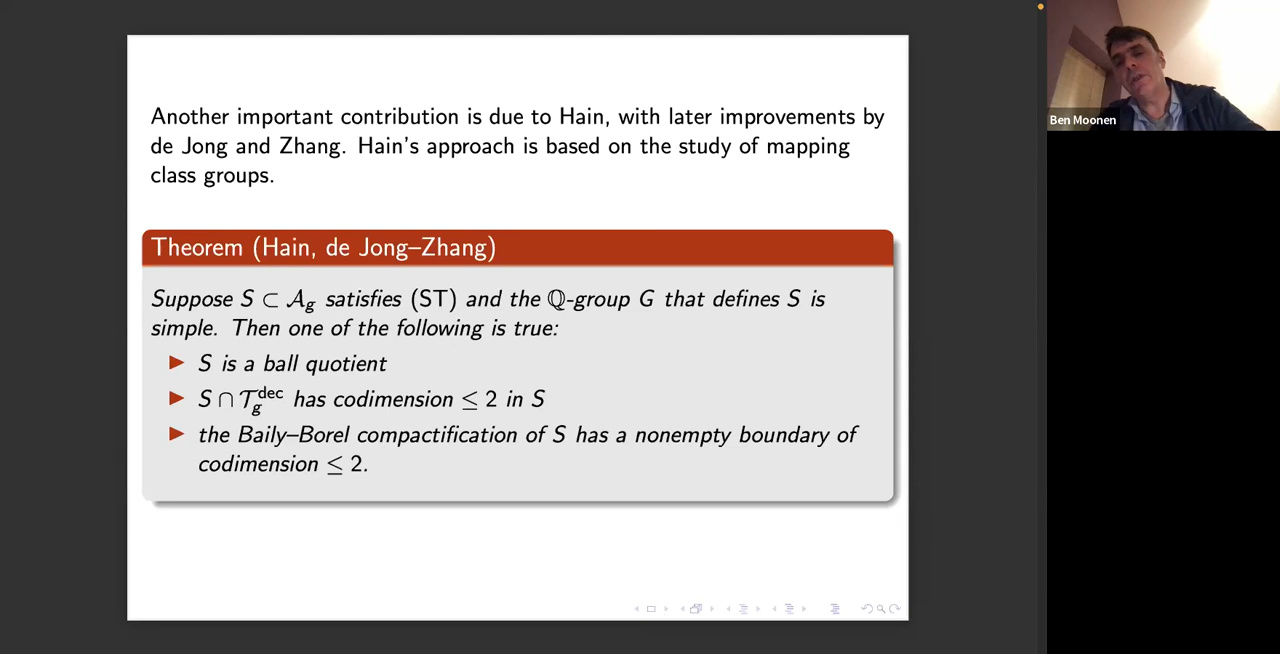 Another important contribution is due to Hain, with later improvements by
de Jong and Zhang. Hain's approach is based on the study of mapping
class groups.
Theorem (Hain, de Jong–Zhang)
Suppose S ⊂ 𝒜_g satisfies (ST) and the ℚ-group G that defines S is
simple. Then one of the following is true:
▶ S is a ball quotient
▶ S ∩ 𝒯_g^dec has codimension ≤ 2 in S
▶ the Baily–Borel compactification of S has a nonempty boundary of
codimension ≤ 2.
Ben Moonen